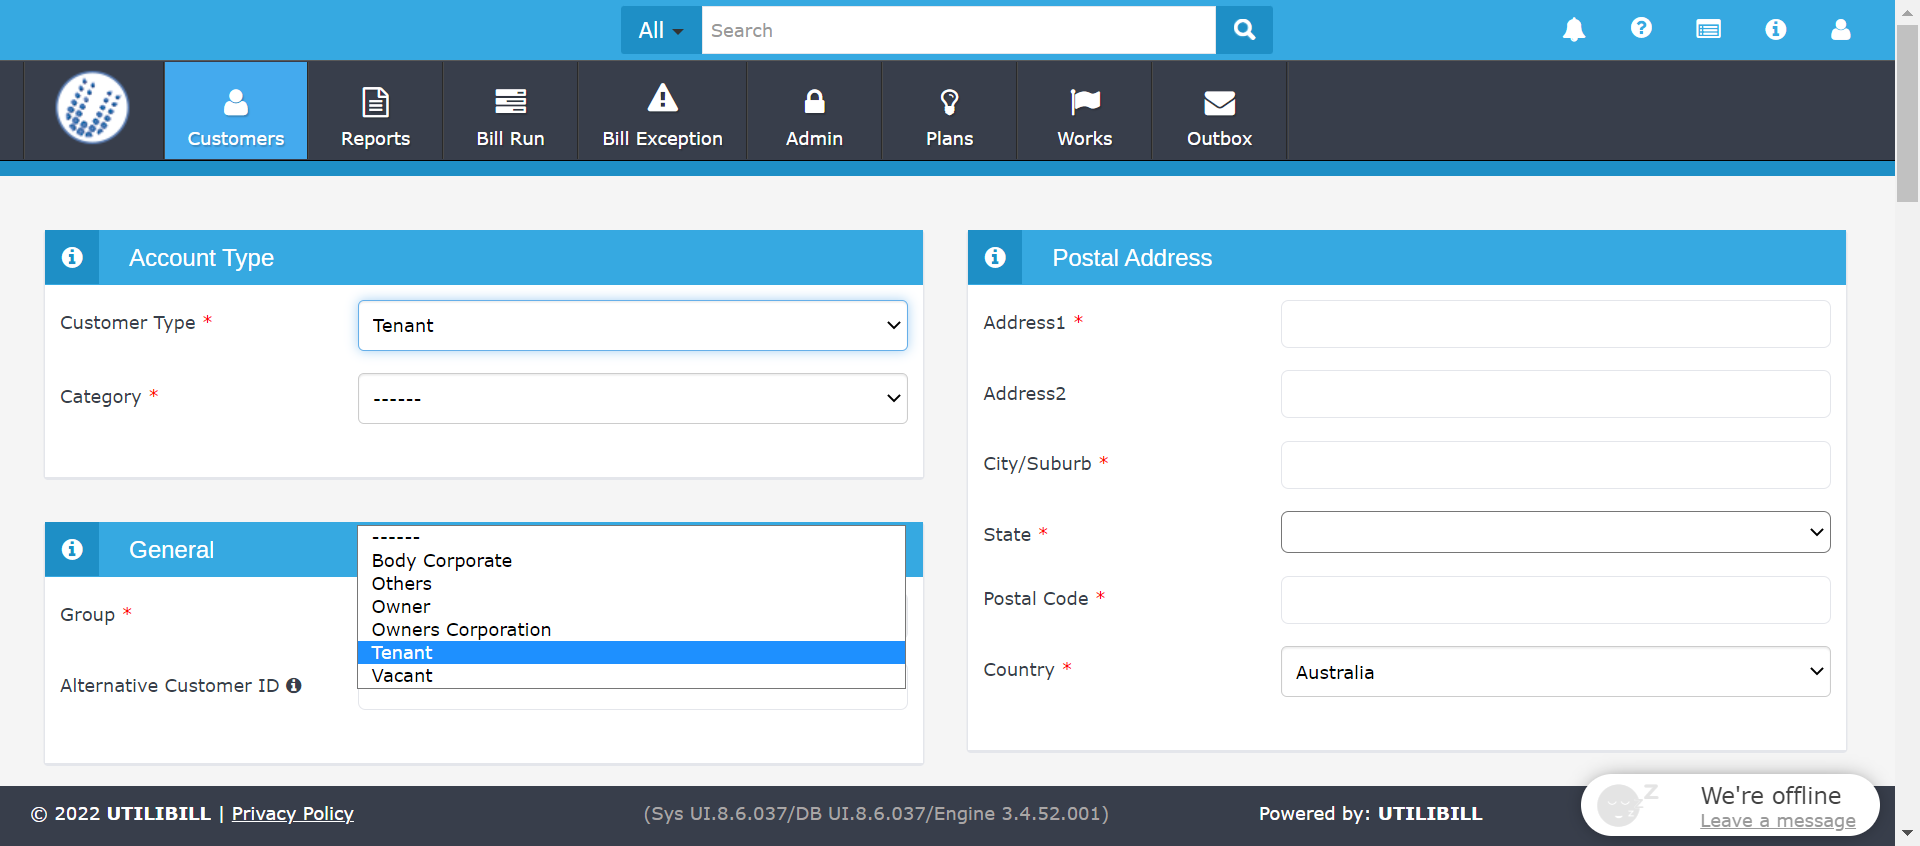 All
Search
Customers
Reports
Bill Run
Bill Exception
Admin
Plans
Works
Outbox
Account Type
Customer Type *
Tenant
Category *
------
General
------
Body Corporate
Others
Owner
Owners Corporation
Tenant
Vacant
Group *
Alternative Customer ID
Postal Address
Address1 *
Address2
City/Suburb *
State *
Postal Code *
Country *
Australia
© 2022 UTILIBILL | Privacy Policy
(Sys UI.8.6.037/DB UI.8.6.037/Engine 3.4.52.001)
Powered by: UTILIBILL
We're offline
Leave a message